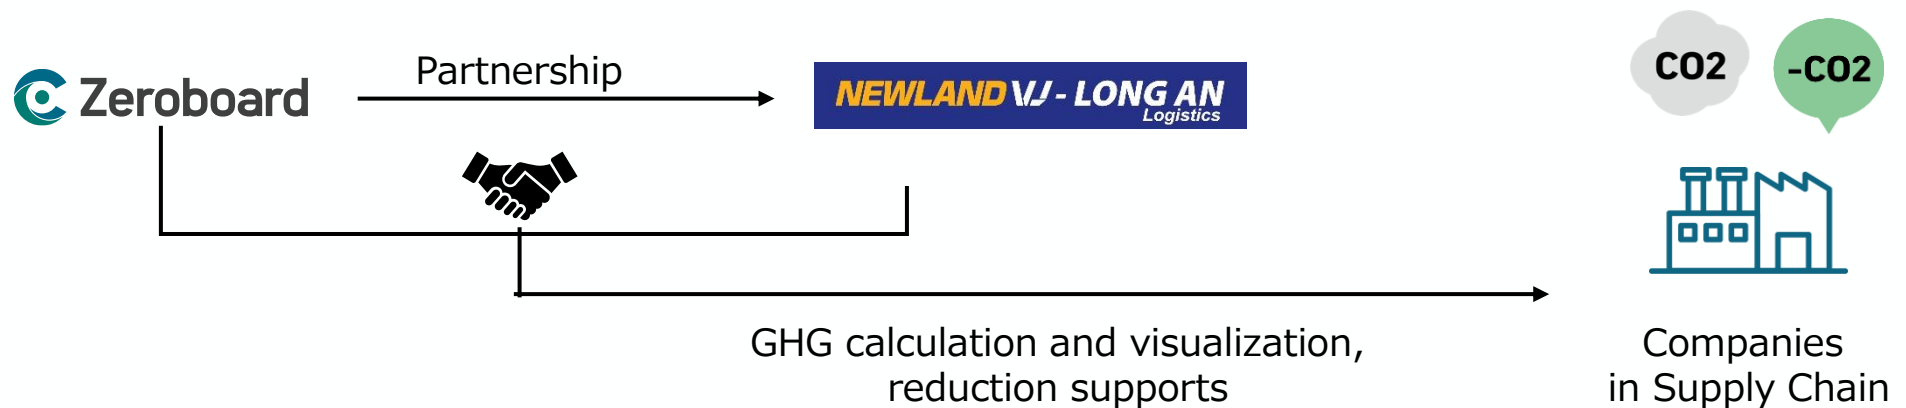 Zeroboard
Partnership
NEWLAND VJ - LONG AN
Logistics
CO2
-CO2
GHG calculation and visualization,
reduction supports
Companies
in Supply Chain